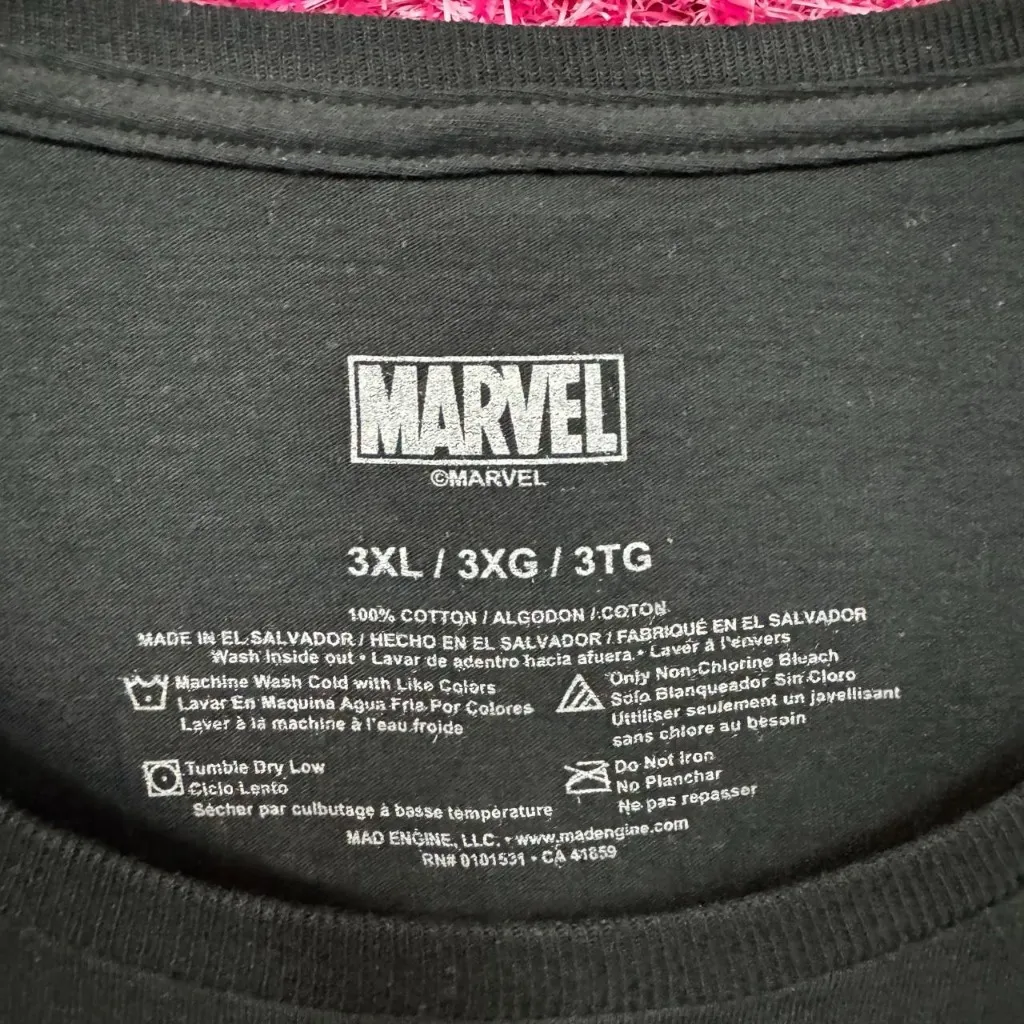 MARVEL
©MARVEL
3XL / 3XG / 3TG
100% COTTON / ALGODON / COTON
MADE IN EL SALVADOR / HECHO EN EL SALVADOR / FABRIQUÉ EN EL SALVADOR
Wash Inside out • Lavar de adentro hacia afuera • Laver à l'envers
Machine Wash Cold with Like Colors
Lavar En Maquina Agua Fria Por Colores
Laver à la machine à l'eau froide
Only Non-Chlorine Bleach
Sólo Blanqueador Sin Cloro
Utiliser seulement un javellisant
sans chlore au besoin
Tumble Dry Low
Ciclo Lento
Sécher par culbutage à basse température
Do Not Iron
No Planchar
Ne pas repasser
MAD ENGINE, LLC. • www.madengine.com
RN# 0101531 • CA 41859